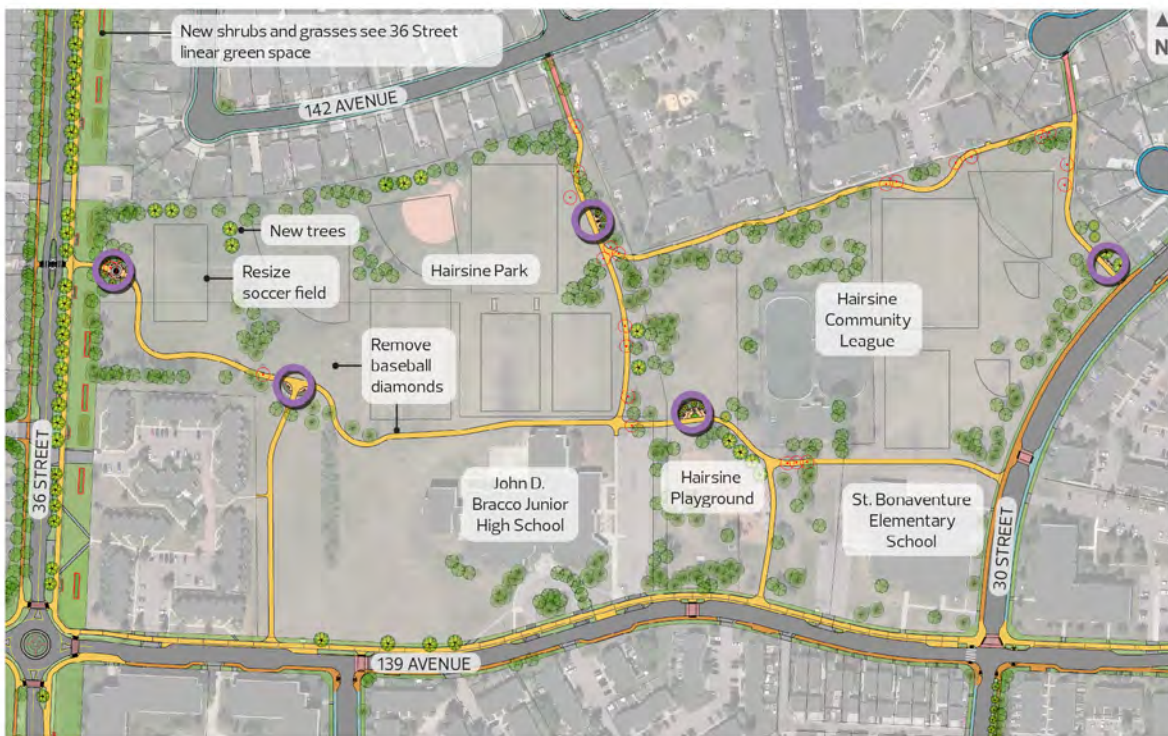 New shrubs and grasses see 36 Street
linear green space
N
142 AVENUE
New trees
Hairsine Park
Resize
soccer field
Hairsine
Community
League
Remove
baseball
diamonds
36 STREET
John D.
Bracco Junior
High School
Hairsine
Playground
St. Bonaventure
Elementary
School
30 STREET
139 AVENUE